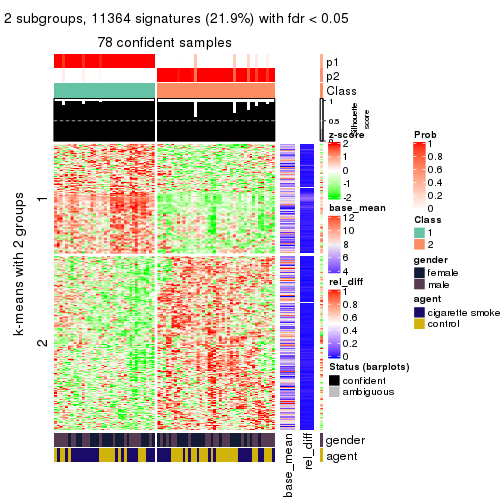 2 subgroups, 11364 signatures (21.9%) with fdr < 0.05
78 confident samples
p1
p2
Class
1
0.5
0
Silhouette
score
k-means with 2 groups
1
2
z-score
2
1
0
-1
-2
base_mean
12
10
8
6
4
rel_diff
1
0.8
0.6
0.4
0.2
0
Status (barplots)
confident
ambiguous
Prob
1
0.8
0.6
0.4
0.2
0
Class
1
2
gender
female
male
agent
cigarette smoke
control
gender
agent
base_mean
rel_diff